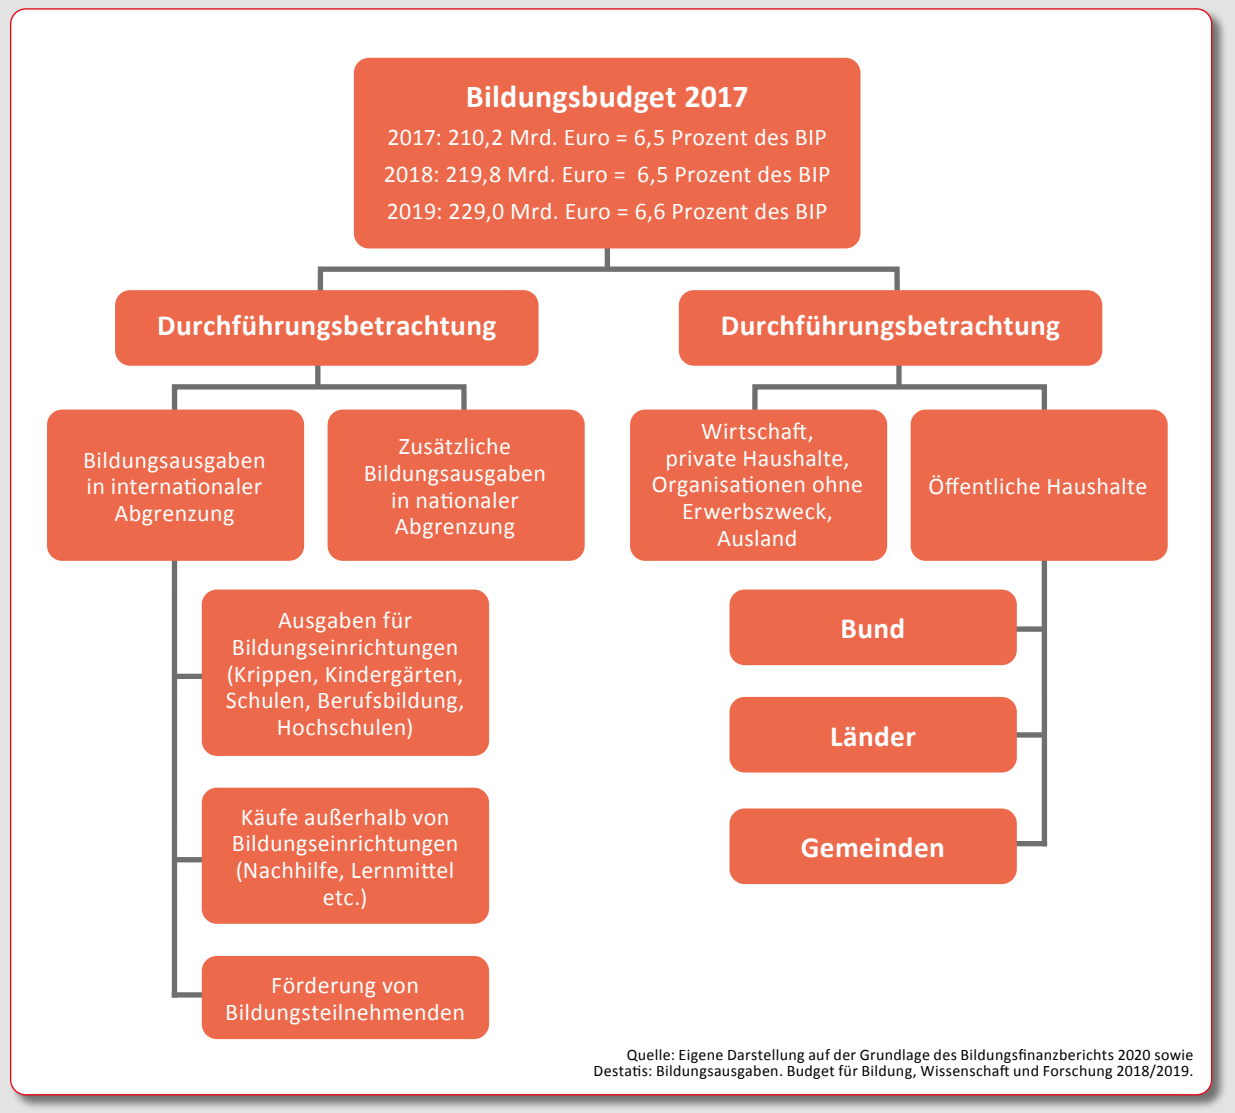 Bildungsbudget 2017
2017: 210,2 Mrd. Euro = 6,5 Prozent des BIP
2018: 219,8 Mrd. Euro = 6,5 Prozent des BIP
2019: 229,0 Mrd. Euro = 6,6 Prozent des BIP
Durchführungsbetrachtung
Bildungsausgaben
in internationaler
Abgrenzung
Zusätzliche
Bildungsausgaben
in nationaler
Abgrenzung
Ausgaben für
Bildungseinrichtungen
(Krippen, Kindergärten,
Schulen, Berufsbildung,
Hochschulen)
Käufe außerhalb von
Bildungseinrichtungen
(Nachhilfe, Lernmittel
etc.)
Förderung von
Bildungsteilnehmenden
Durchführungsbetrachtung
Wirtschaft,
private Haushalte,
Organisationen ohne
Erwerbszweck,
Ausland
Öffentliche Haushalte
Bund
Länder
Gemeinden
Quelle: Eigene Darstellung auf der Grundlage des Bildungsfinanzberichts 2020 sowie
Destatis: Bildungsausgaben. Budget für Bildung, Wissenschaft und Forschung 2018/2019.